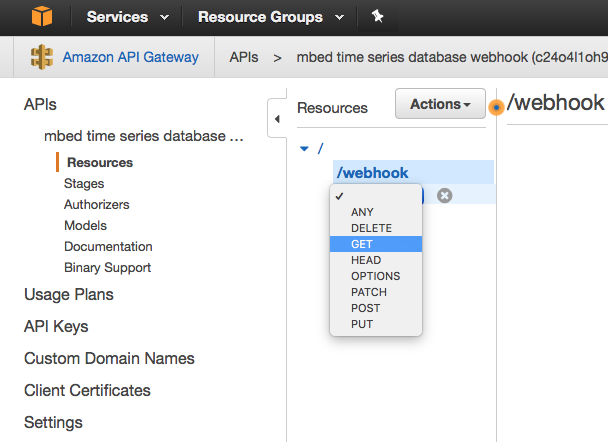 Services Resource Groups
Amazon API Gateway APIs > mbed time series database webhook (c24o4l1oh9
APIs
mbed time series database ...
Resources
Stages
Authorizers
Models
Documentation
Binary Support
Usage Plans
API Keys
Custom Domain Names
Client Certificates
Settings
Resources Actions
/
/webhook
ANY
DELETE
GET
HEAD
OPTIONS
PATCH
POST
PUT
/webhook